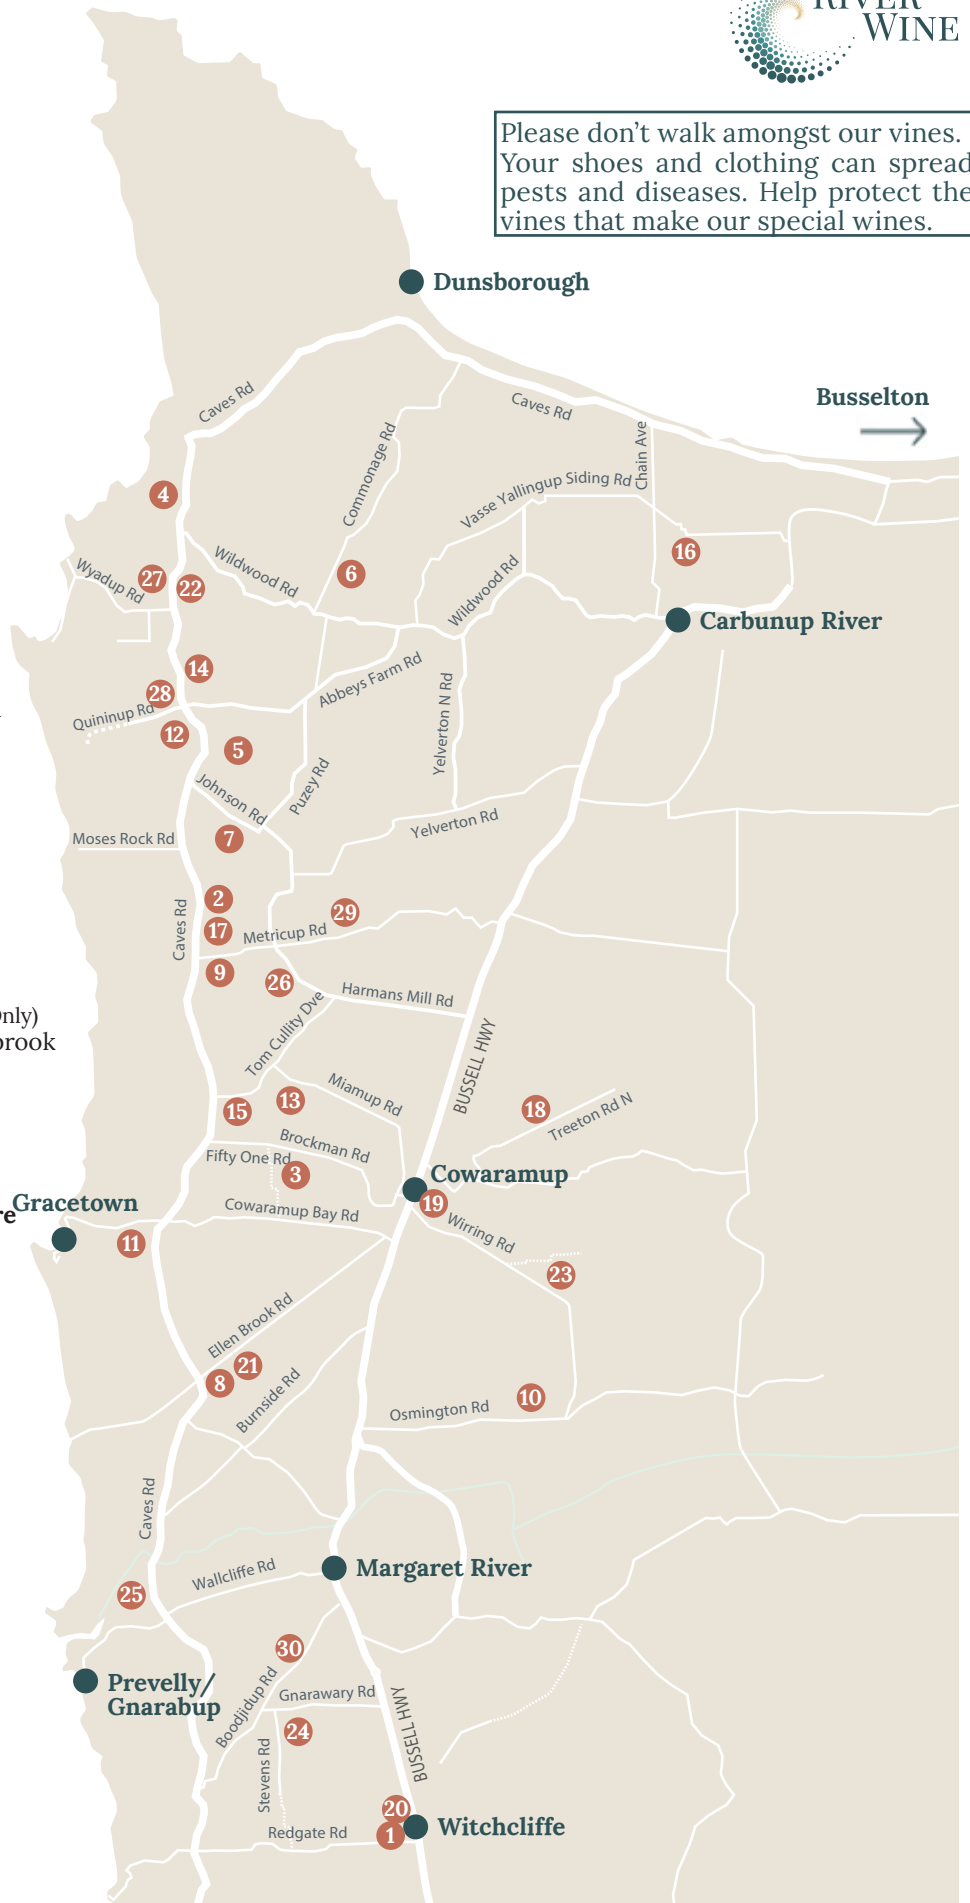 RIVER
WINE
Please don't walk amongst our vines.
Your shoes and clothing can spread
pests and diseases. Help protect the
vines that make our special wines.
Dunsborough
Busselton
Caves Rd
Caves Rd
Commonage Rd
Chain Ave
Vasse Yallingup Siding Rd
4
16
Wildwood Rd
Wyadup Rd
27
22
6
Wildwood Rd
Carbunup River
14
Abbeys Farm Rd
28
Quininup Rd
12
5
Yelverton N Rd
Johnson Rd
Puzey Rd
Yelverton Rd
Moses Rock Rd
7
2
29
Caves Rd
17
Metricup Rd
9
26
Harmans Mill Rd
Only)
brook
Tom Cullity Dve
BUSSELL HWY
Miamup Rd
13
15
18
Treeton Rd N
Brockman Rd
Fifty One Rd
3
Cowaramup
19
Gracetown
re
Cowaramup Bay Rd
Wirring Rd
11
23
Ellen Brook Rd
21
8
Burnside Rd
10
Osmington Rd
Caves Rd
Margaret River
Wallcliffe Rd
25
30
Prevelly/
Gnarabup
Boodjidup Rd
Gnarawary Rd
BUSSELL HWY
24
Stevens Rd
20
Witchcliffe
1
Redgate Rd